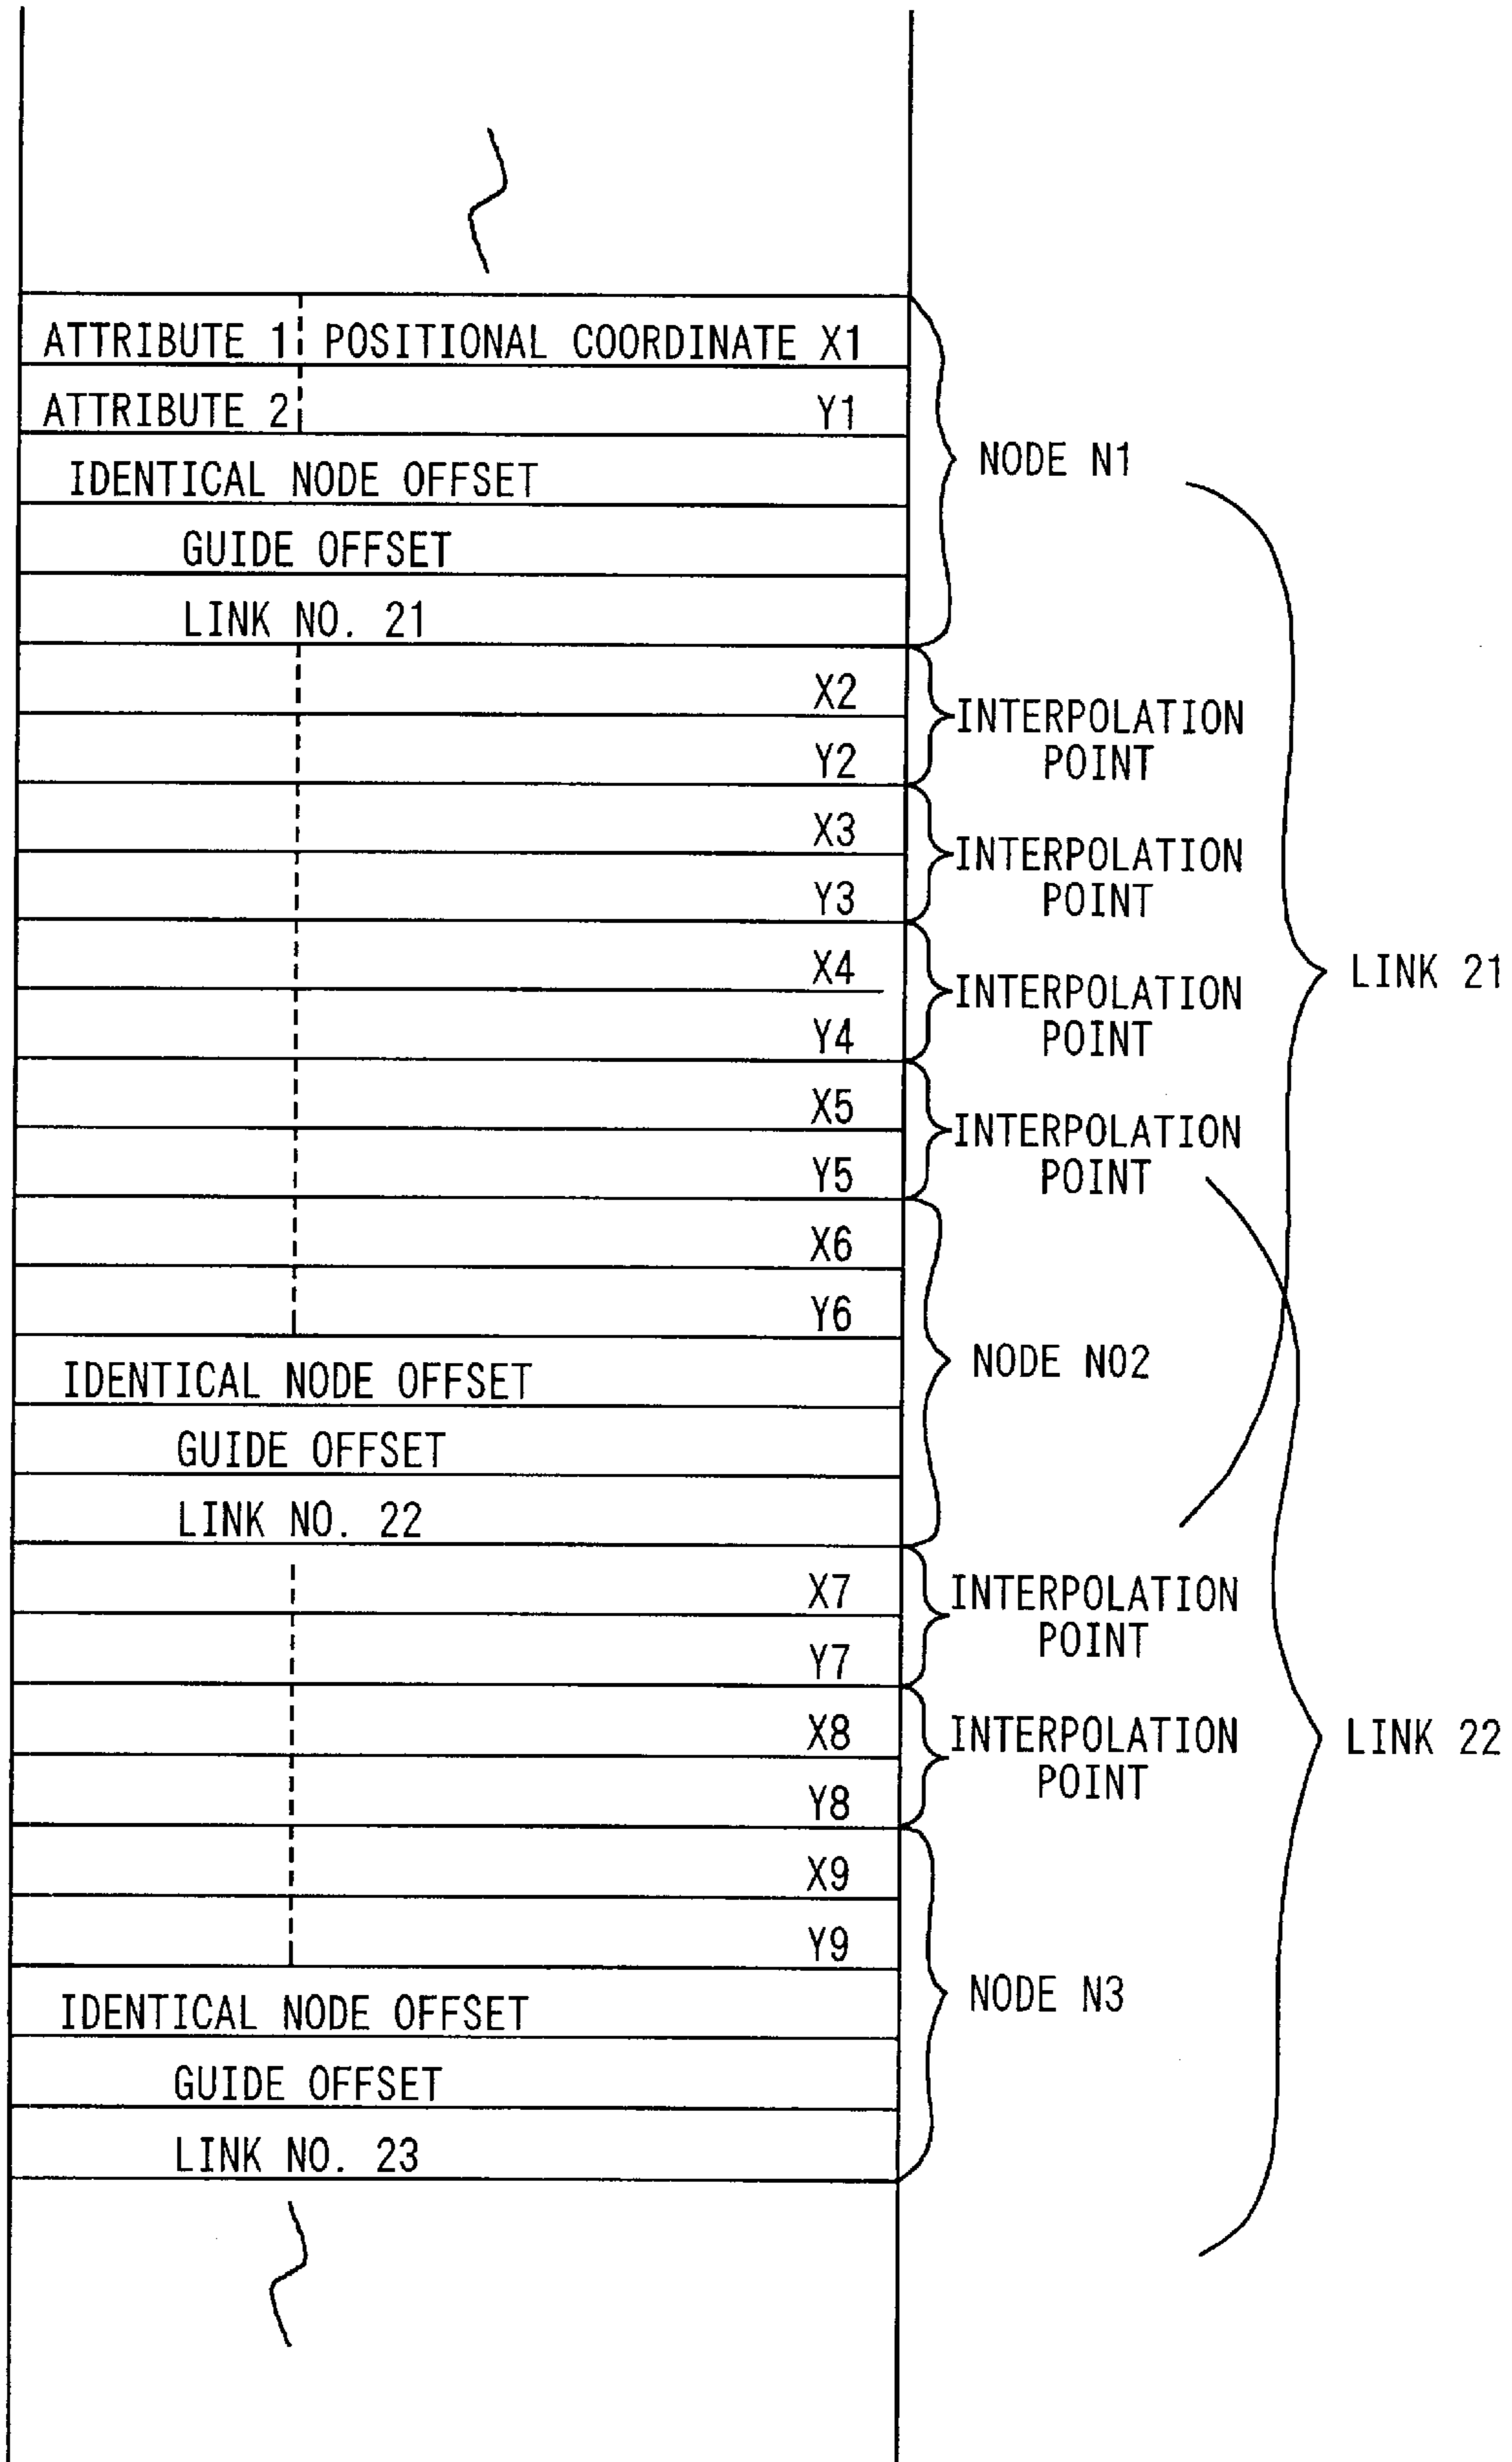 ATTRIBUTE 1 POSITIONAL COORDINATE X1
ATTRIBUTE 2 Y1
IDENTICAL NODE OFFSET
GUIDE OFFSET
LINK NO. 21
NODE N1
X2
Y2
INTERPOLATION
POINT
X3
Y3
INTERPOLATION
POINT
X4
Y4
INTERPOLATION
POINT
LINK 21
X5
Y5
INTERPOLATION
POINT
X6
Y6
IDENTICAL NODE OFFSET
GUIDE OFFSET
LINK NO. 22
NODE N02
X7
Y7
INTERPOLATION
POINT
X8
Y8
INTERPOLATION
POINT
LINK 22
X9
Y9
IDENTICAL NODE OFFSET
GUIDE OFFSET
LINK NO. 23
NODE N3